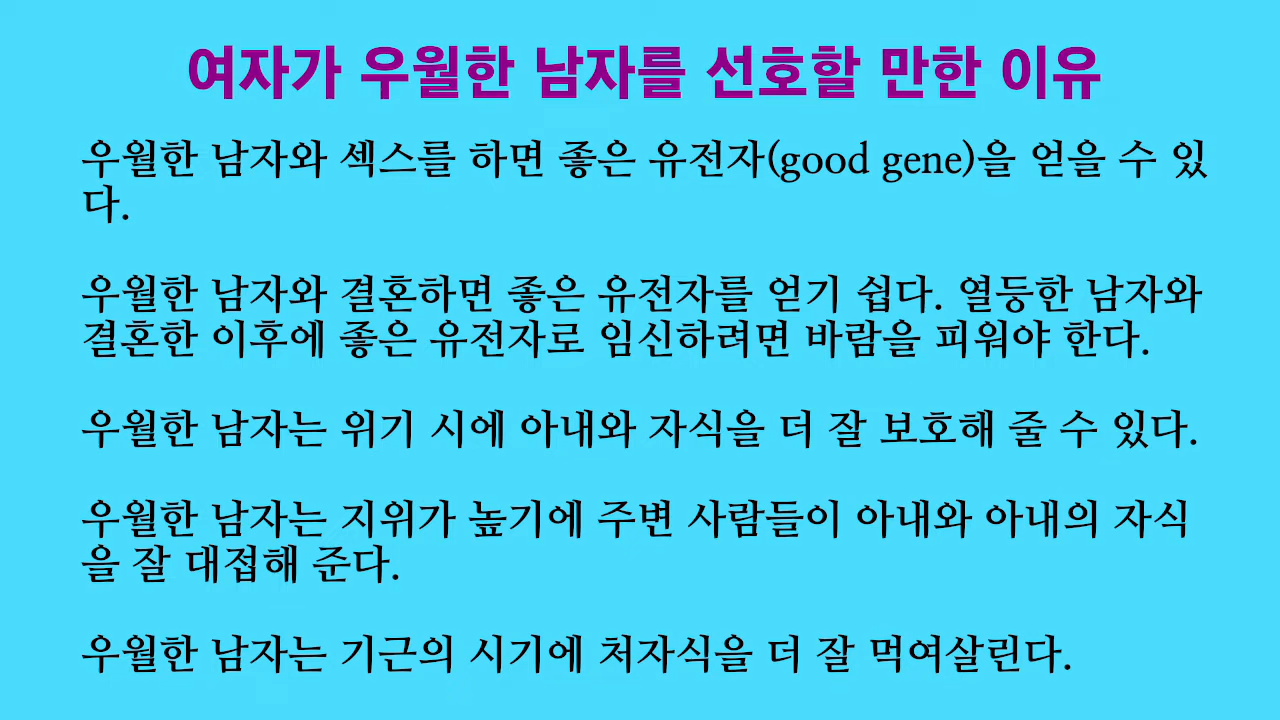 여자가 우월한 남자를 선호할 만한 이유
우월한 남자와 섹스를 하면 좋은 유전자(good gene)을 얻을 수 있
다.
우월한 남자와 결혼하면 좋은 유전자를 얻기 쉽다. 열등한 남자와
결혼한 이후에 좋은 유전자로 임신하려면 바람을 피워야 한다.
우월한 남자는 위기 시에 아내와 자식을 더 잘 보호해 줄 수 있다.
우월한 남자는 지위가 높기에 주변 사람들이 아내와 아내의 자식
을 잘 대접해 준다.
우월한 남자는 기근의 시기에 처자식을 더 잘 먹여살린다.